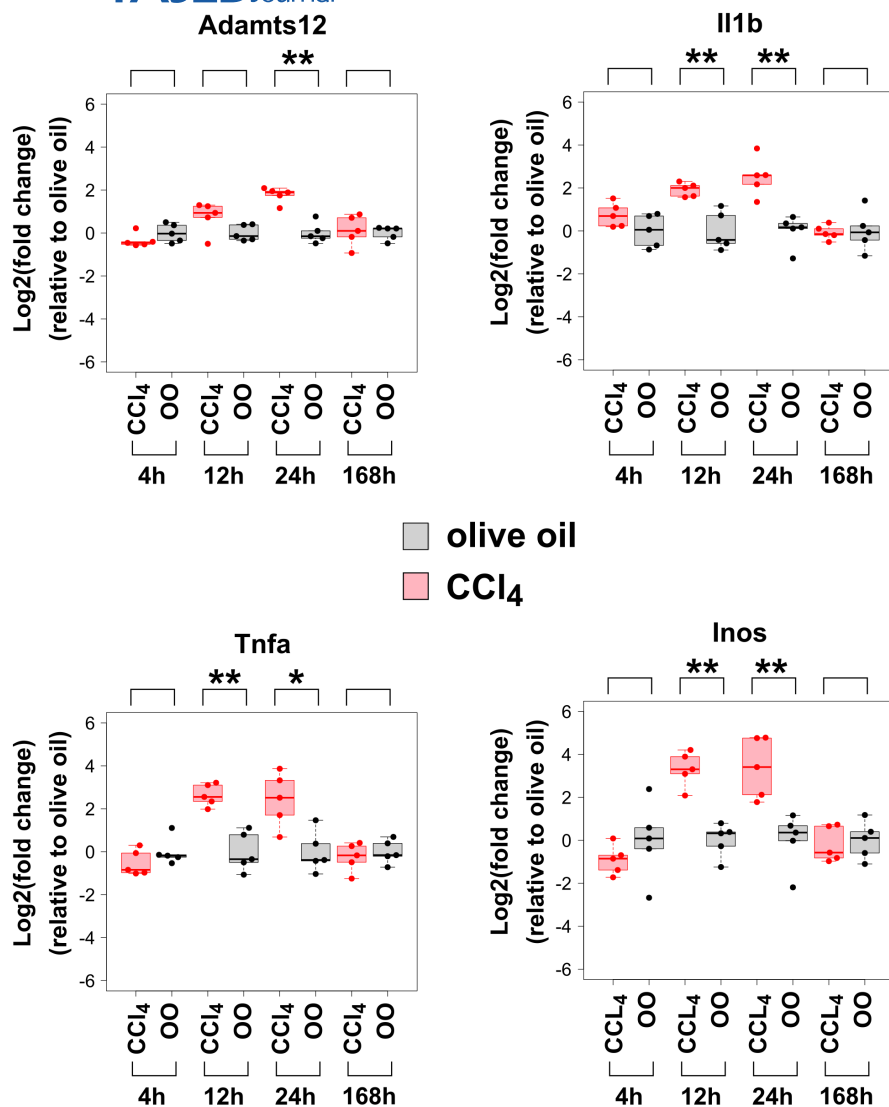 Journal
Adamts12
Il1b
** ** **
Log2(fold change)
(relative to olive oil)
6
4
2
0
-2
-4
-6
CCl4 OO CCl4 OO CCl4 OO CCl4 OO
4h 12h 24h 168h
Log2(fold change)
(relative to olive oil)
6
4
2
0
-2
-4
-6
CCl4 OO CCl4 OO CCl4 OO CCl4 OO
4h 12h 24h 168h
olive oil
CCl4
Tnfa
** *
Log2(fold change)
(relative to olive oil)
6
4
2
0
-2
-4
-6
CCl4 OO CCl4 OO CCl4 OO CCl4 OO
4h 12h 24h 168h
Inos
** **
Log2(fold change)
(relative to olive oil)
6
4
2
0
-2
-4
-6
CCL4 OO CCL4 OO CCL4 OO CCL4 OO
4h 12h 24h 168h